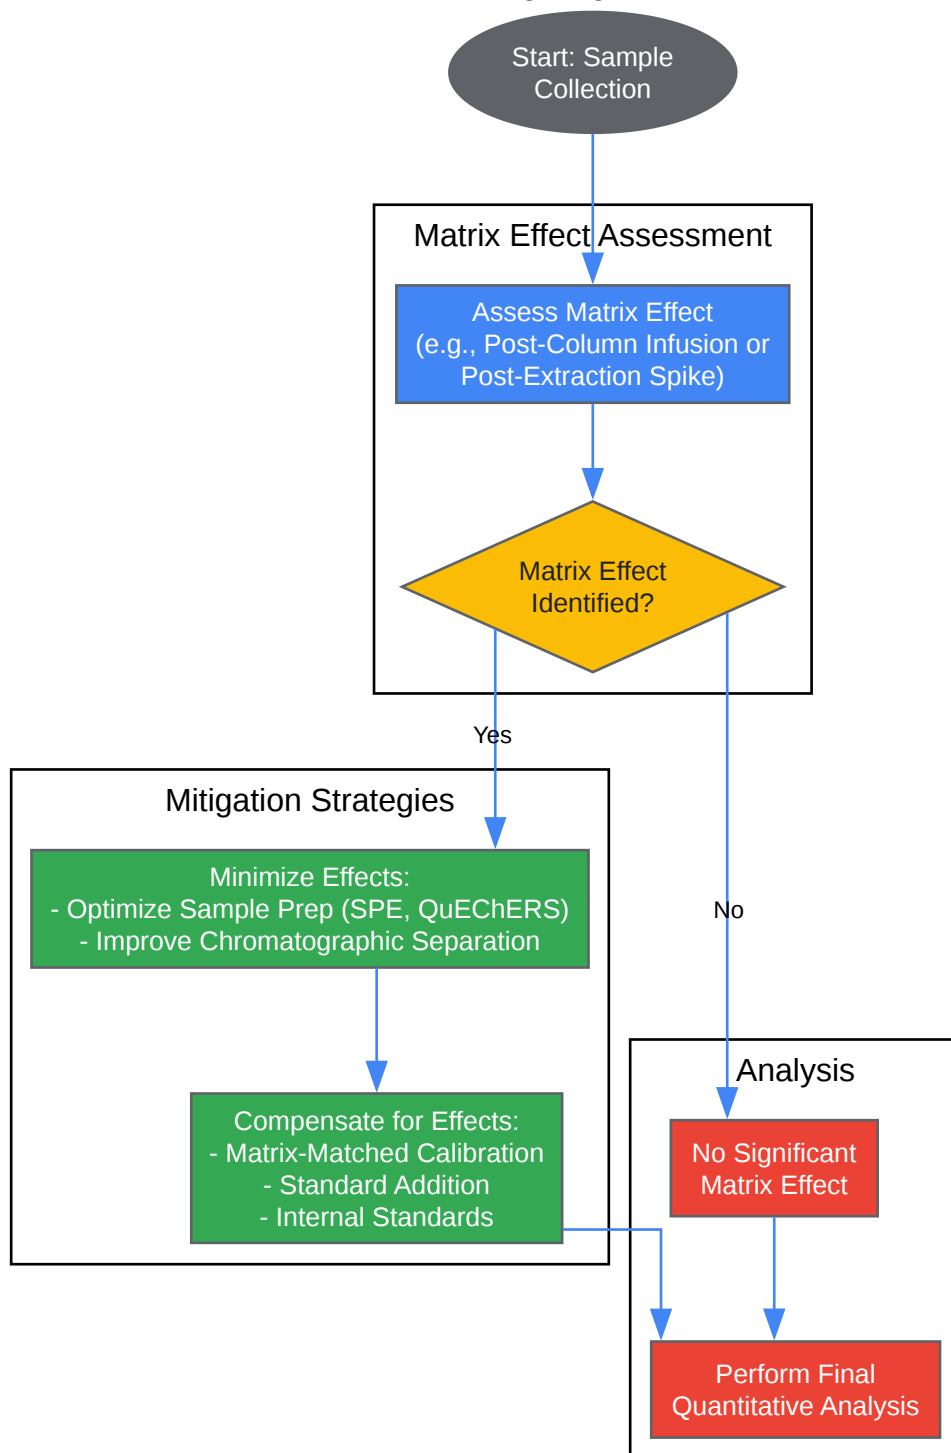 Start: Sample
Collection
Matrix Effect Assessment
Assess Matrix Effect
(e.g., Post-Column Infusion or
Post-Extraction Spike)
Matrix Effect
Identified?
Yes
Mitigation Strategies
Minimize Effects:
- Optimize Sample Prep (SPE, QuEChERS)
- Improve Chromatographic Separation
No
Compensate for Effects:
- Matrix-Matched Calibration
- Standard Addition
- Internal Standards
Analysis
No Significant
Matrix Effect
Perform Final
Quantitative Analysis